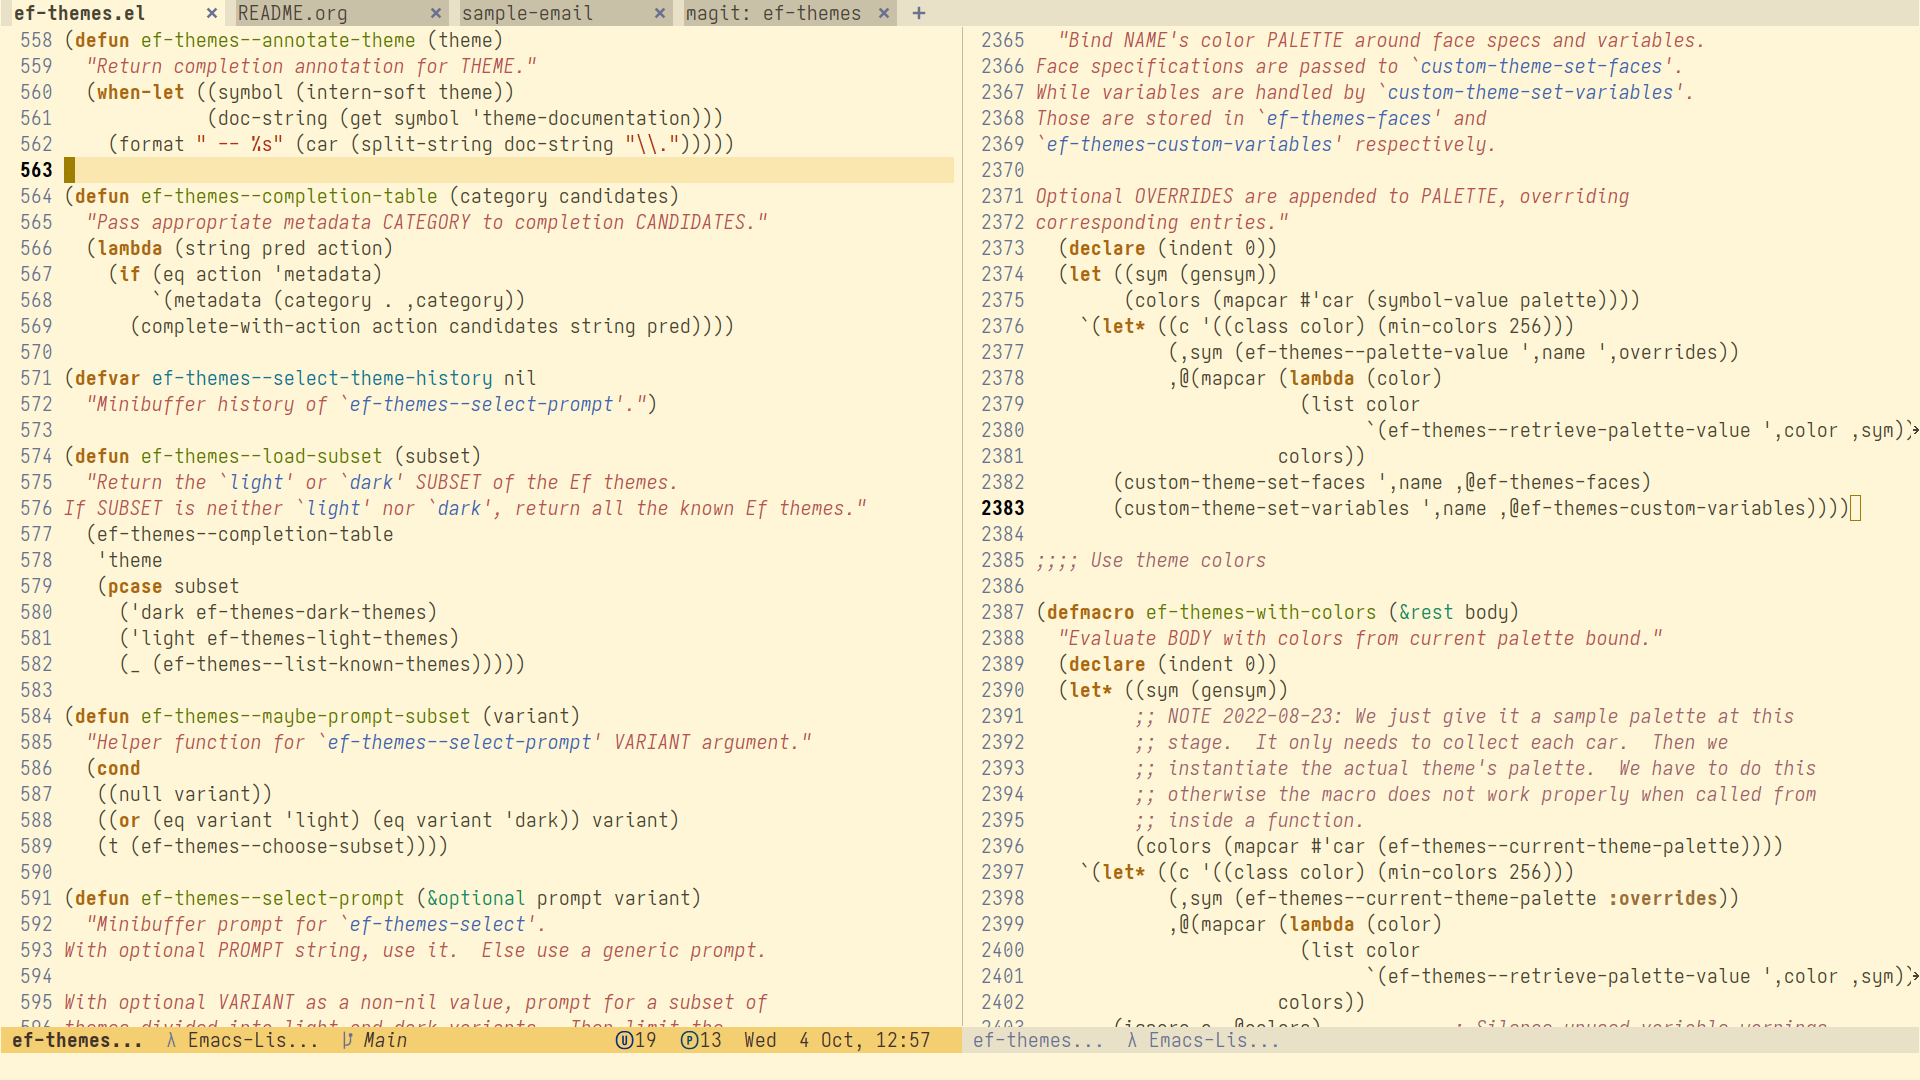 ef-themes.el × README.org × sample-email × magit: ef-themes × +
558 (defun ef-themes--annotate-theme (theme)
559   "Return completion annotation for THEME."
560   (when-let ((symbol (intern-soft theme))
561              (doc-string (get symbol 'theme-documentation)))
562     (format " -- %s" (car (split-string doc-string "\\.")))))
563
564 (defun ef-themes--completion-table (category candidates)
565   "Pass appropriate metadata CATEGORY to completion CANDIDATES."
566   (lambda (string pred action)
567     (if (eq action 'metadata)
568         `(metadata (category . ,category))
569       (complete-with-action action candidates string pred))))
570
571 (defvar ef-themes--select-theme-history nil
572   "Minibuffer history of `ef-themes--select-prompt'.")
573
574 (defun ef-themes--load-subset (subset)
575   "Return the `light' or `dark' SUBSET of the Ef themes.
576 If SUBSET is neither `light' nor `dark', return all the known Ef themes."
577   (ef-themes--completion-table
578    'theme
579    (pcase subset
580      ('dark ef-themes-dark-themes)
581      ('light ef-themes-light-themes)
582      (_ (ef-themes--list-known-themes)))))
583
584 (defun ef-themes--maybe-prompt-subset (variant)
585   "Helper function for `ef-themes--select-prompt' VARIANT argument."
586   (cond
587    ((null variant))
588    ((or (eq variant 'light) (eq variant 'dark)) variant)
589    (t (ef-themes--choose-subset))))
590
591 (defun ef-themes--select-prompt (&optional prompt variant)
592   "Minibuffer prompt for `ef-themes-select'.
593 With optional PROMPT string, use it.  Else use a generic prompt.
594
595 With optional VARIANT as a non-nil value, prompt for a subset of
596 themes divided into light and dark variants.  Then limit the
ef-themes... λ Emacs-Lis... Main U19 P13 Wed  4 Oct, 12:57
2365   "Bind NAME's color PALETTE around face specs and variables.
2366 Face specifications are passed to `custom-theme-set-faces'.
2367 While variables are handled by `custom-theme-set-variables'.
2368 Those are stored in `ef-themes-faces' and
2369 `ef-themes-custom-variables' respectively.
2370
2371 Optional OVERRIDES are appended to PALETTE, overriding
2372 corresponding entries."
2373   (declare (indent 0))
2374   (let ((sym (gensym))
2375         (colors (mapcar #'car (symbol-value palette))))
2376     `(let* ((c '((class color) (min-colors 256)))
2377             (,sym (ef-themes--palette-value ',name ',overrides))
2378             ,@(mapcar (lambda (color)
2379                         (list color
2380                               `(ef-themes--retrieve-palette-value ',color ,sym))
2381                       colors))
2382        (custom-theme-set-faces ',name ,@ef-themes-faces)
2383        (custom-theme-set-variables ',name ,@ef-themes-custom-variables))))
2384
2385 ;;;; Use theme colors
2386
2387 (defmacro ef-themes-with-colors (&rest body)
2388   "Evaluate BODY with colors from current palette bound."
2389   (declare (indent 0))
2390   (let* ((sym (gensym))
2391          ;; NOTE 2022-08-23: We just give it a sample palette at this
2392          ;; stage.  It only needs to collect each car.  Then we
2393          ;; instantiate the actual theme's palette.  We have to do this
2394          ;; otherwise the macro does not work properly when called from
2395          ;; inside a function.
2396          (colors (mapcar #'car (ef-themes--current-theme-palette))))
2397     `(let* ((c '((class color) (min-colors 256)))
2398             (,sym (ef-themes--current-theme-palette :overrides))
2399             ,@(mapcar (lambda (color)
2400                         (list color
2401                               `(ef-themes--retrieve-palette-value ',color ,sym))
2402                       colors))
2403        (ignore c ,@colors)            ; Silence unused variable warnings
ef-themes... λ Emacs-Lis...